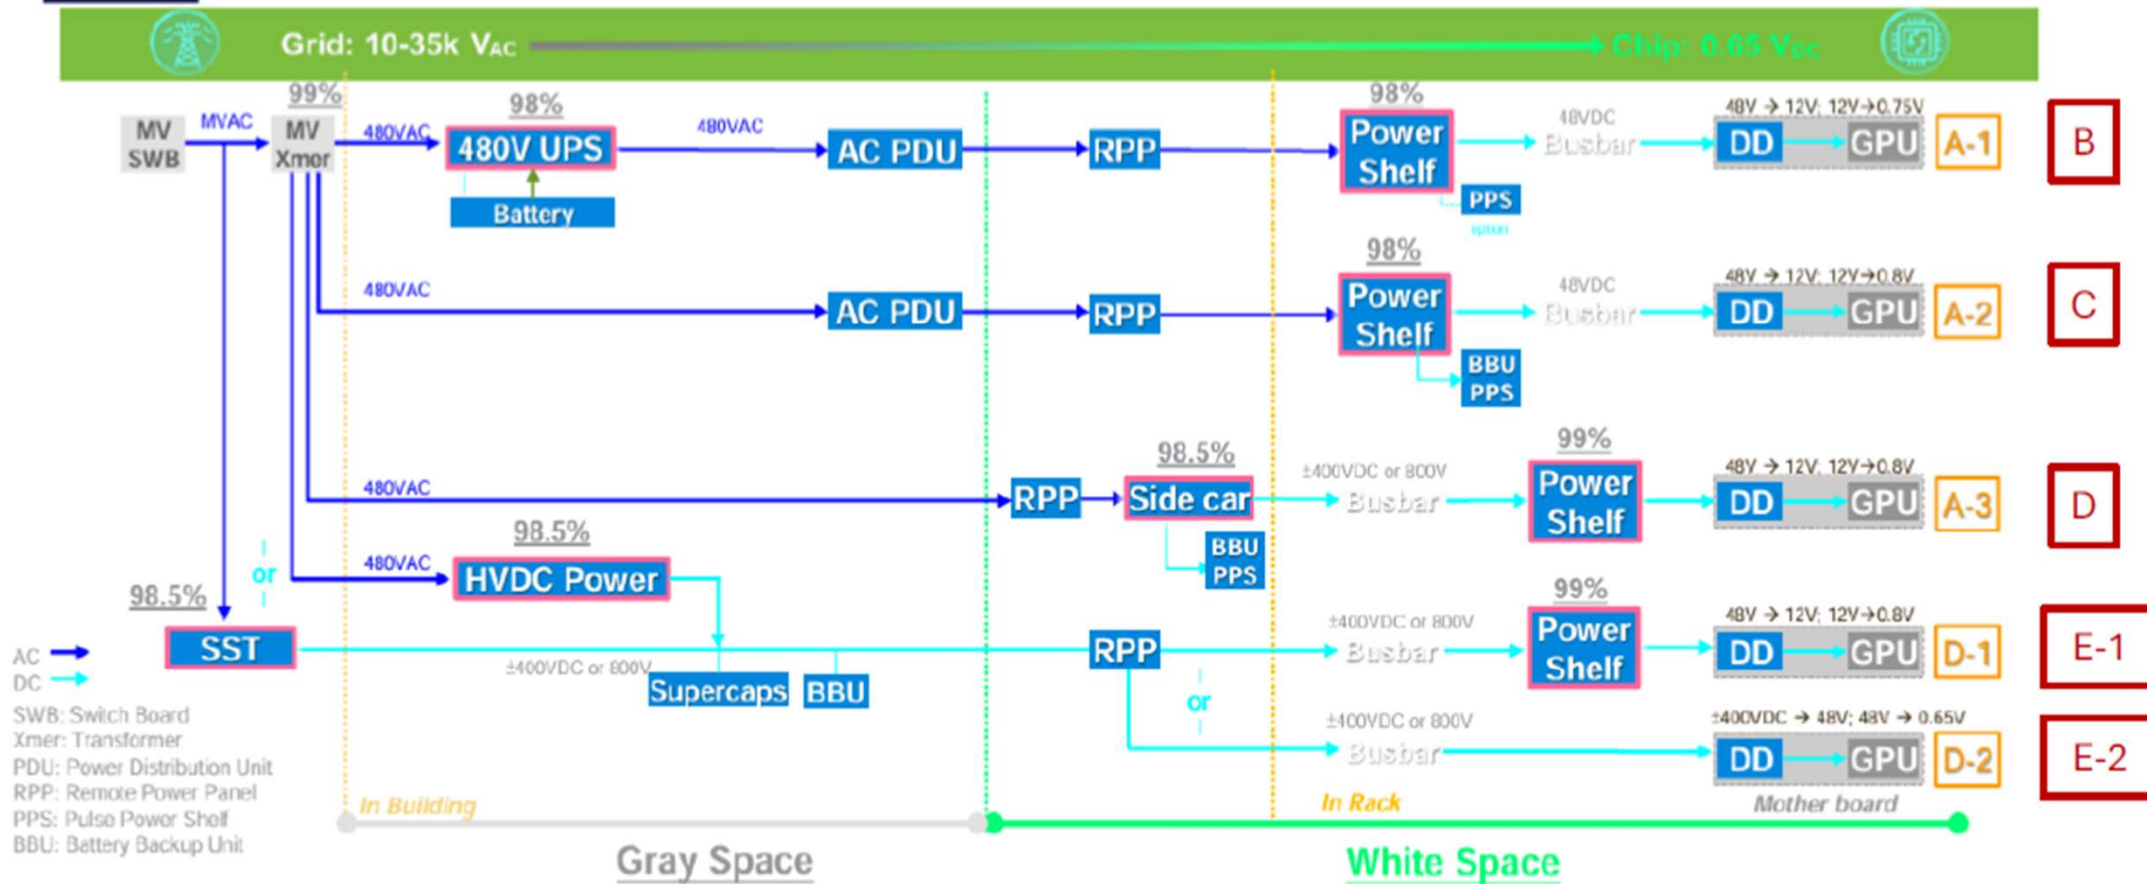 Grid: 10-35k VAC
Chip: 0.65 VDC
99%
98%
98%
MV SWB
MVAC
MV Xmer
480VAC
480V UPS
480VAC
AC PDU
RPP
Power Shelf
48VDC
Busbar
48V → 12V; 12V→0.75V
DD
GPU
A-1
B
Battery
PPS
option
98%
480VAC
AC PDU
RPP
Power Shelf
48VDC
Busbar
48V → 12V; 12V→0.8V
DD
GPU
A-2
C
BBU
PPS
480VAC
RPP
98.5%
Side car
±400VDC or 800V
Busbar
99%
Power Shelf
48V → 12V; 12V→0.8V
DD
GPU
A-3
D
BBU
PPS
or
480VAC
98.5%
HVDC Power
98.5%
SST
±400VDC or 800V
Supercaps
BBU
RPP
±400VDC or 800V
Busbar
99%
Power Shelf
48V → 12V; 12V→0.8V
DD
GPU
D-1
E-1
or
±400VDC or 800V
Busbar
±400VDC → 48V; 48V → 0.65V
DD
GPU
D-2
E-2
AC
DC
SWB: Switch Board
Xmer: Transformer
PDU: Power Distribution Unit
RPP: Remote Power Panel
PPS: Pulse Power Shelf
BBU: Battery Backup Unit
In Building
In Rack
Mother board
Gray Space
White Space